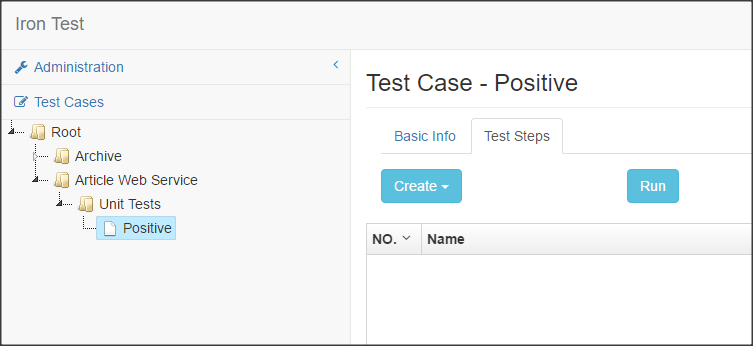 Iron Test
Administration
Test Cases
Root
Archive
Article Web Service
Unit Tests
Positive
Test Case - Positive
Basic Info
Test Steps
Create
Run
NO.
Name